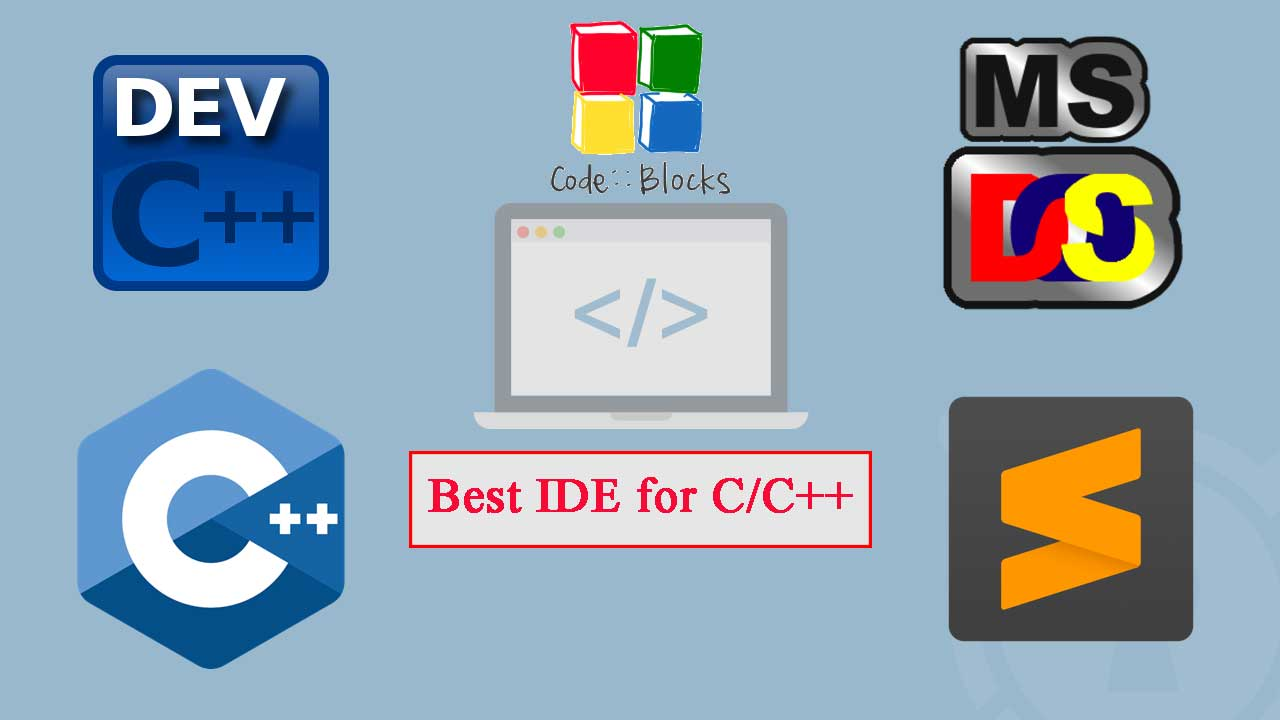 DEV
C++
Code::Blocks
MS
DOS
</>
C++
Best IDE for C/C++